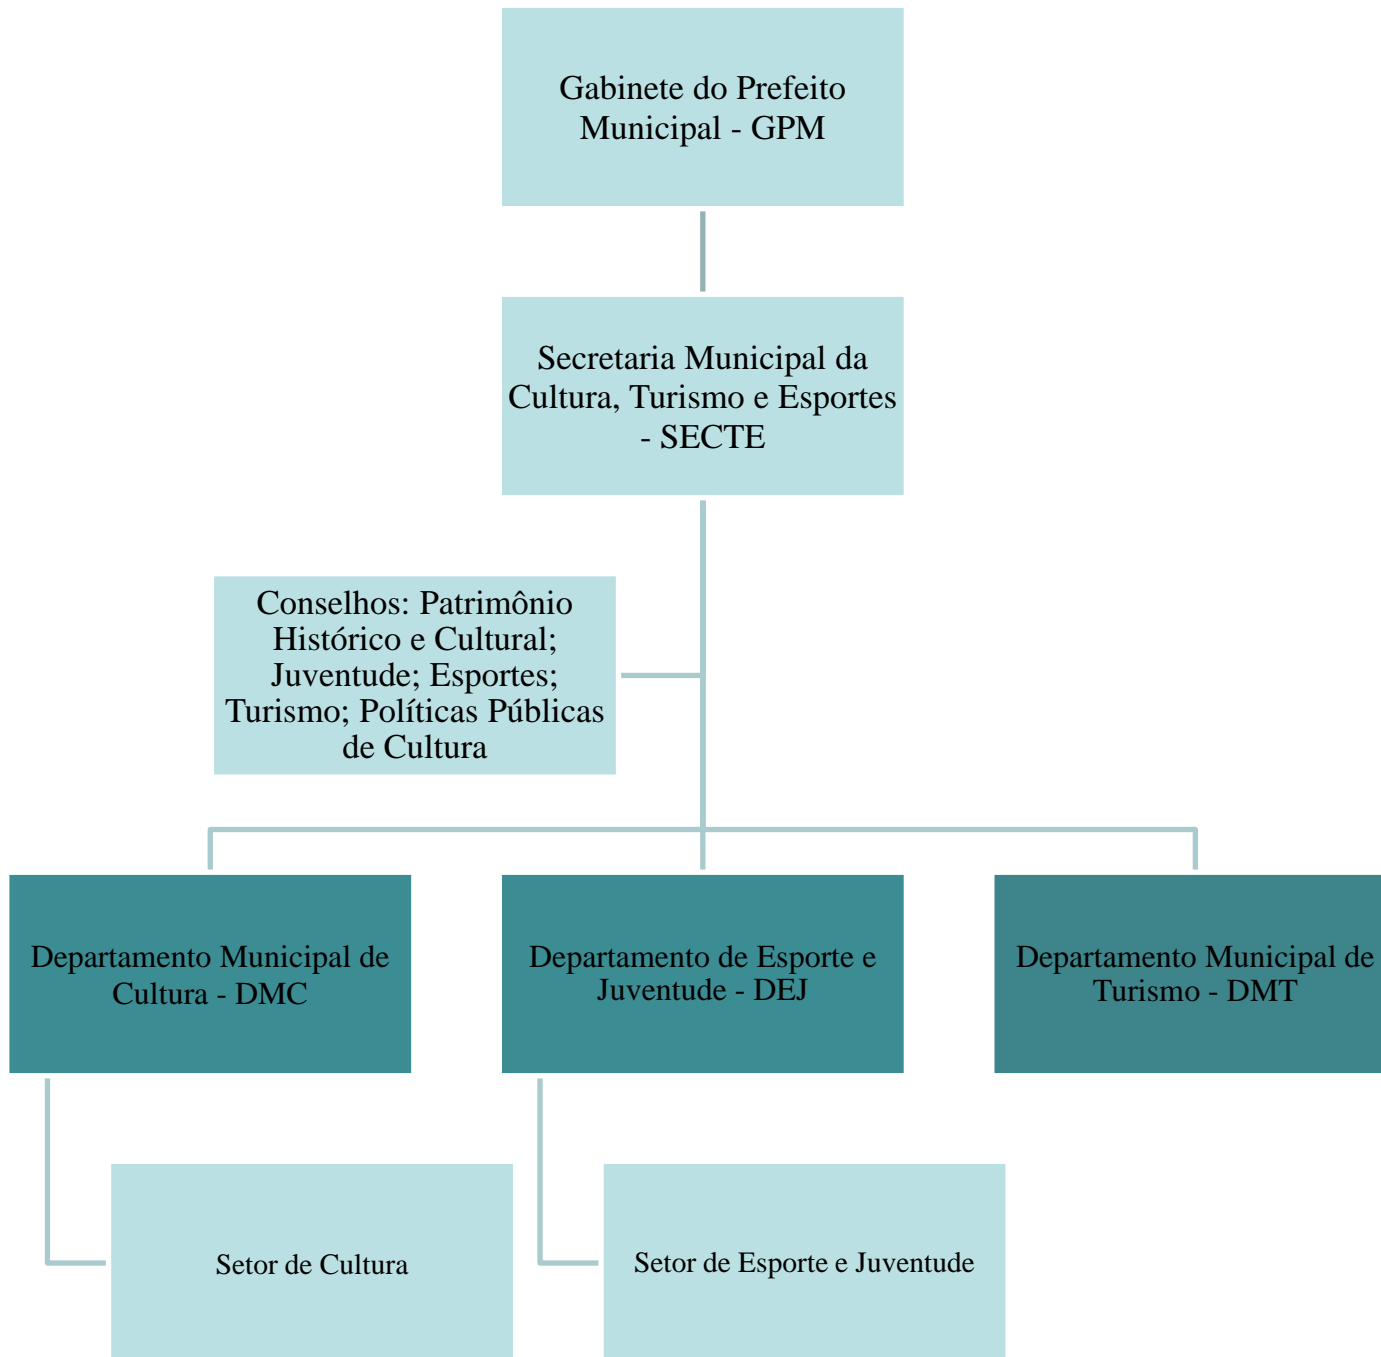 Gabinete do Prefeito
Municipal - GPM
Secretaria Municipal da
Cultura, Turismo e Esportes
- SECTE
Conselhos: Patrimônio
Histórico e Cultural;
Juventude; Esportes;
Turismo; Políticas Públicas
de Cultura
Departamento Municipal de
Cultura - DMC
Departamento de Esporte e
Juventude - DEJ
Departamento Municipal de
Turismo - DMT
Setor de Cultura
Setor de Esporte e Juventude